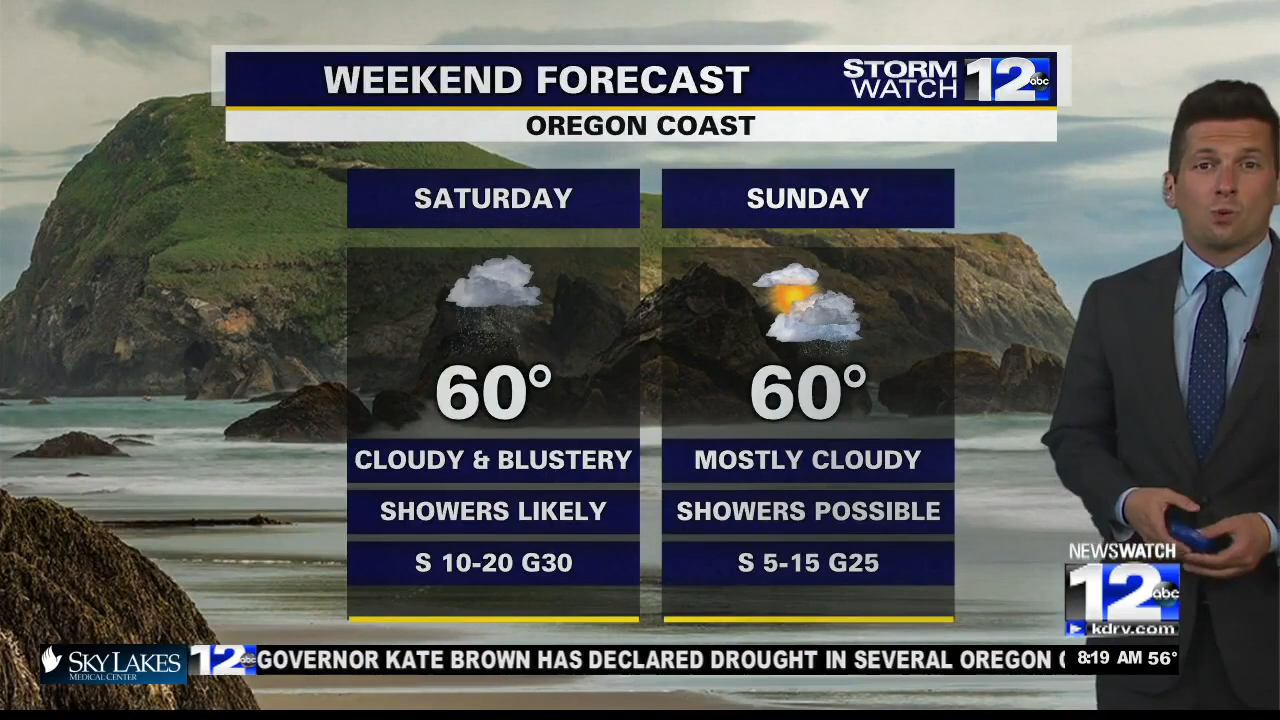 WEEKEND FORECAST
STORM WATCH 12 abc
OREGON COAST
SATURDAY
SUNDAY
60°
60°
CLOUDY & BLUSTERY
MOSTLY CLOUDY
SHOWERS LIKELY
SHOWERS POSSIBLE
S 10-20 G30
S 5-15 G25
NEWSWATCH
12 abc
kdrv.com
SKY LAKES
MEDICAL CENTER
12 abc
GOVERNOR KATE BROWN HAS DECLARED DROUGHT IN SEVERAL OREGON
8:19 AM 56°